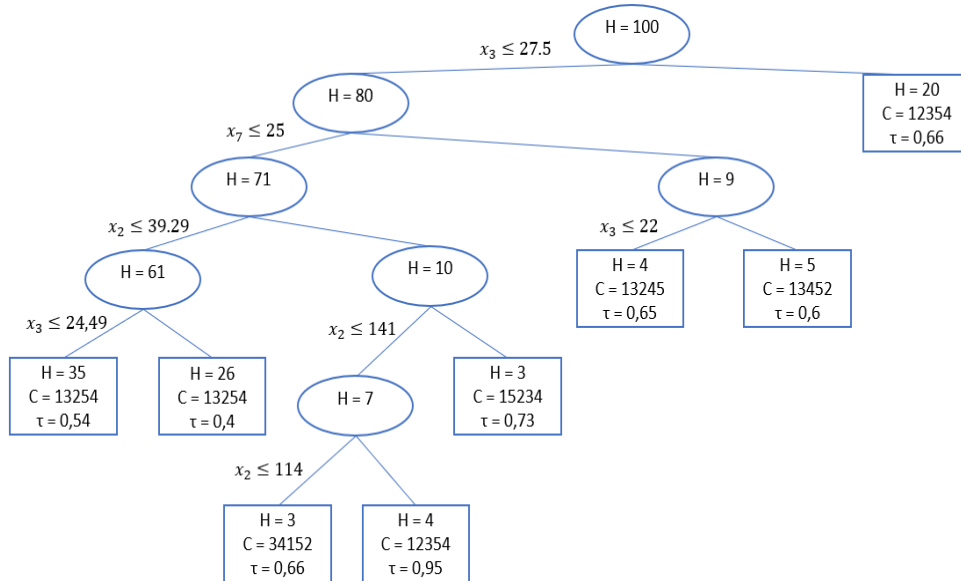 H = 100
x₃ ≤ 27.5
H = 80
H = 20
C = 12354
τ = 0,66
x₇ ≤ 25
H = 71
H = 9
x₂ ≤ 39.29
x₃ ≤ 22
H = 61
H = 10
H = 4
C = 13245
τ = 0,65
H = 5
C = 13452
τ = 0,6
x₃ ≤ 24,49
x₂ ≤ 141
H = 35
C = 13254
τ = 0,54
H = 26
C = 13254
τ = 0,4
H = 7
H = 3
C = 15234
τ = 0,73
x₂ ≤ 114
H = 3
C = 34152
τ = 0,66
H = 4
C = 12354
τ = 0,95